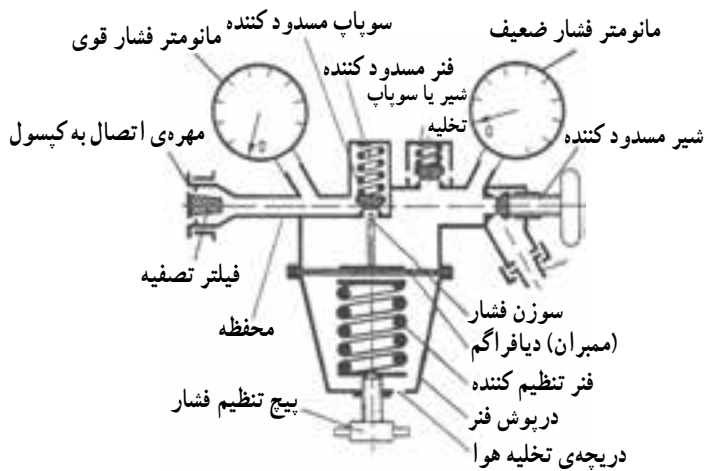 سوپاپ مسدود کننده
مانومتر فشار ضعیف
مانومتر فشار قوی
فنر مسدود کننده
شیر یا سوپاپ
تخلیه
شیر مسدود کننده
مهره‌ی اتصال به کپسول
فیلتر تصفیه
محفظه
سوزن فشار
(ممبران) دیافراگم
فنر تنظیم کننده
درپوش فنر
پیچ تنظیم فشار
دریچه‌ی تخلیه هوا
0
0